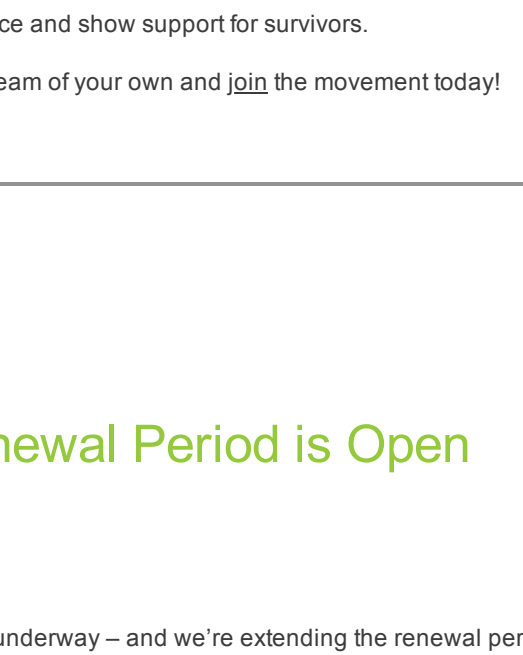 ce and show support for survivors.
eam of your own and join the movement today!
newal Period is Open
underway – and we’re extending the renewal per